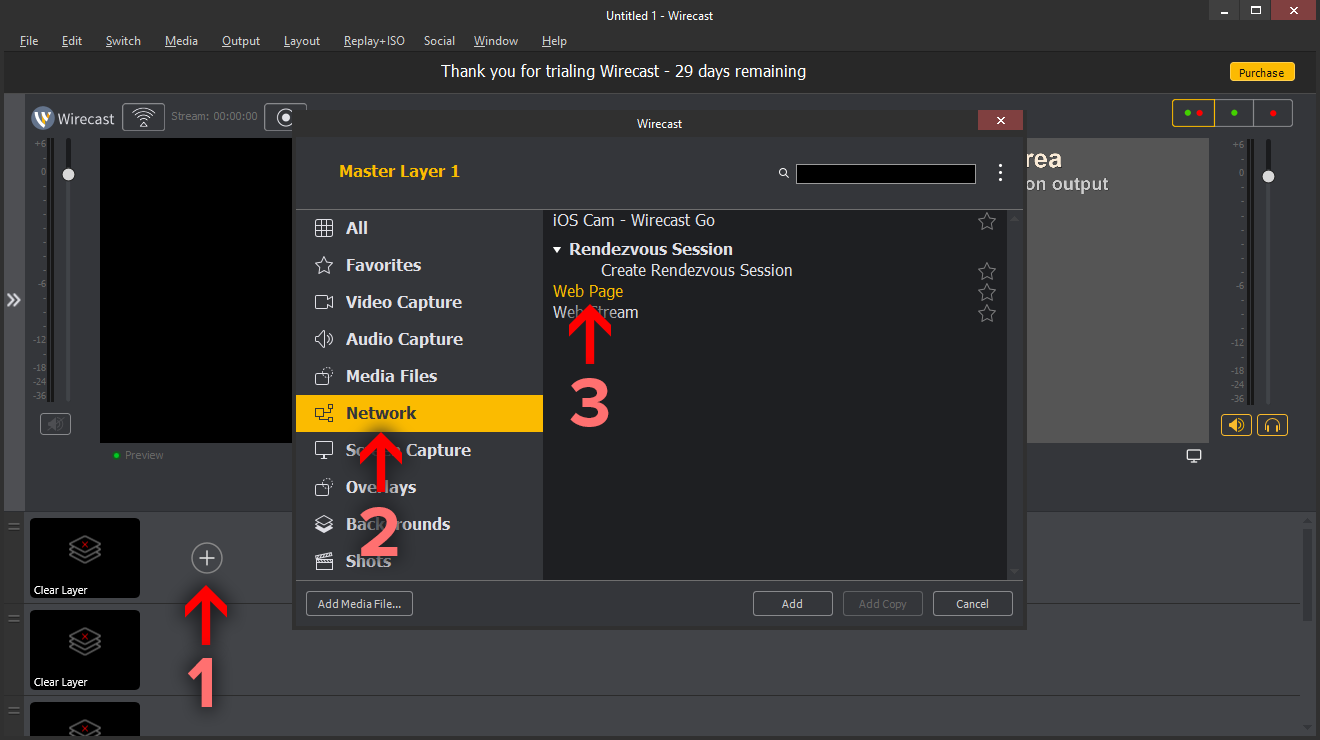 Untitled 1 - Wirecast
File Edit Switch Media Output Layout Replay+ISO Social Window Help
Thank you for trialing Wirecast - 29 days remaining
Purchase
Wirecast
Stream: 00:00:00
Wirecast
Master Layer 1
All
Favorites
Video Capture
Audio Capture
Media Files
Network
Screen Capture
Overlays
Backgrounds
Shots
iOS Cam - Wirecast Go
Rendezvous Session
Create Rendezvous Session
Web Page
Web Stream
3
2
1
Add Media File...
Add
Add Copy
Cancel
rea
on output
+6
0
-6
-12
-18
-24
-36
+6
0
-6
-12
-18
-24
-36
Preview
Clear Layer
Clear Layer